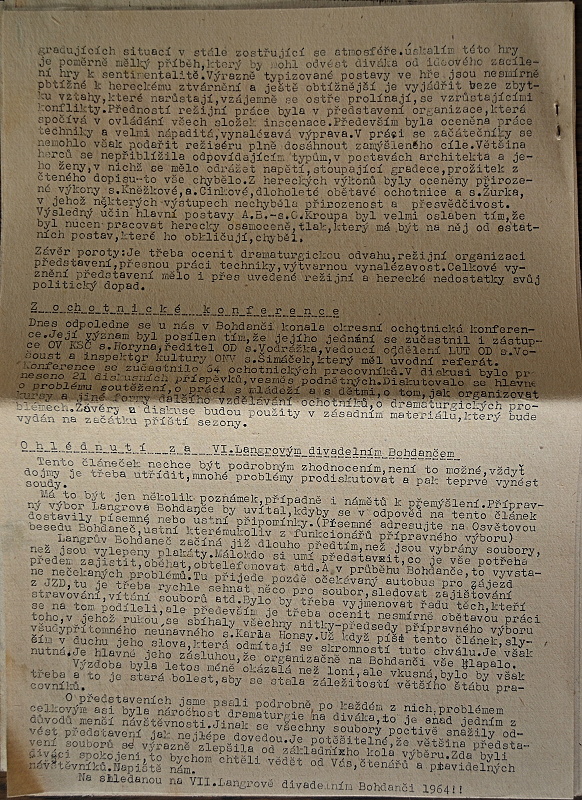 gradujících situací v stále zostřující se atmosféře.Úskalím této hry
je poměrně mělký příběh,který by mohl odvést diváka od ideového zacíle-
ní hry k sentimentalitě.Výrazně typizované postavy ve hře jsou nesmírně
obtížné k hereckému ztvárnění a ještě obtížnější je vyjádřit beze zbyt-
ku vztahy,které narůstají,vzájemně se ostře prolínají,se vzrůstajícími
konflikty.Předností režijní práce byla v představení organizace,která
spočívá v ovládání všech složek inscenace.Především byla oceněna práce
techniky a velmi nápaditá,vynalézavá výprava.V práci se začátečníky se
nemohlo však podařit režiséru plně dosáhnout zamýšleného cíle.Většina
herců se nepřiblížila odpovídajícím typům,v postavách architekta a je-
ho ženy,v nichž se mělo odrážet napětí,stoupající gradace,prožitek z
čteného dopisu-to vše chybělo.Z hereckých výkonů byly oceněny přiroze-
né výkony s.Kněžkové,a.Činkové,dloholeté obětavé ochotnice a s.Žůrka,
v jehož některých výstupech nechyběla přirozenost a přesvědčivost.
Výsledný účin hlavní postavy A.B.-s.G.Kroupa byl velmi oslaben tím,že
byl nucen pracovat herecky osamoceně,tlak,který má být na něj od ostat-
ních postav,které ho obkličují,chyběl.
Závěr poroty:Je třeba ocenit dramaturgickou odvahu,režijní organizaci
představení,přesnou práci techniky,výtvarnou vynalézavost.Celkové vy-
znění představení mělo i přes uvedené režijní a herecké nedostatky svůj
politický dopad.
Z ochotnické konference
Dnes odpoledne se u nás v Bohdanči konala okresní ochotnická konferen-
ce.Její význam byl posílen tím,že jejího jednání se zúčastnil i zástup-
ce OV KSČ s.Horyna,ředitel OD s.Vodrážka,vedoucí oddělení LUT OD s.Vo-
boust a inspektor kultury ONV s.Šimáček,který měl úvodní referát.
Konference se zúčastnilo 64 ochotnických pracovníků.V diskusi bylo př-
neseno 21 diskusních příspěvků,vesměs podnětných.Diskutovalo se hlavně
o problému soutěžení,o práci s mládeží a s dětmi,o tom,jak organizovat
kursy a jiné formy dalšího vzdělávání ochotníků,o dramaturgických pro-
blémech.Závěry z diskuse budou použity v zásadním materiálu,který bude
vydán na začátku příští sezony.
Ohlédnutí za VI.Langrovým divadelním Bohdančem
Tento článeček nechce být podrobným zhodnocením,není to možné,vždyť
dojmy je třeba utřídit,mnohé problémy prodiskutovat a pak teprve vynést
soudy.
Má to být jen několik poznámek,případně i námětů k přemýšlení.Příprav-
ný výbor Langrova Bohdanče by uvítal,kdyby se v odpověď na tento článek
dostavily písemné nebo ustní připomínky.(Písemné adresujte na Osvětovou
besedu Bohdaneč,ustní kterémukoliv z funkcionářů přípravného výboru)
Langrův Bohdaneč začíná již dlouho předtím,než jsou vybrány soubory,
než jsou vylepeny plakáty.Málokdo si umí představit,co je vše potřeba
předem zajistit,oběhat,obtelefonovat atd.A v průběhu Bohdanče,to vyvsta-
ne nečekaných problémů.Tu přijede pozdě očekávaný autobus pro zájezd
z JZD,tu je třeba rychle sehnat něco pro soubor,sledovat zajišťování
stravování,vítání souborů atd.Bylo by třeba vyjmenovat řadu těch,kteří
se na tom podíleli,ale především je třeba ocenit nesmírně obětavou práci
toho,v jehož rukou,se sbíhaly všechny nitky-předsedy přípravného výboru
všudypřítomného neunavného s.Karla Honsy.Už když píši tento článek,sly-
ším v duchu jeho slova,která odmítají se skromností tuto chválu.Je však
nutná.Je hlavně jeho zásluhou,že organizačně na Bohdanči vše klapalo.
Výzdoba byla letos méně okázalá než loni,ale vkusná,bylo by však
třeba a to je stará bolest,aby se stala záležitostí většího štábu pra-
covníků.
O představeních jsme psali podrobně po každém z nich,problémem
celkovým asi byla náročnost dramaturgie na diváka,to je snad jedním z
důvodů menší návštěvnosti.Jinak se všechny soubory poctivě snažily od-
vést představení jak nejlépe dovedou.Je potěšitelné,že většina předsta-
vení souborů se výrazně zlepšila od základního kola výběru.Zda byli
diváci spokojení,to bychom chtěli vědět od Vás,čtenářů a pravidelných
návštěvníků.Napište nám.
Na shledanou na VII.Langrově divadelním Bohdanči 1964!!